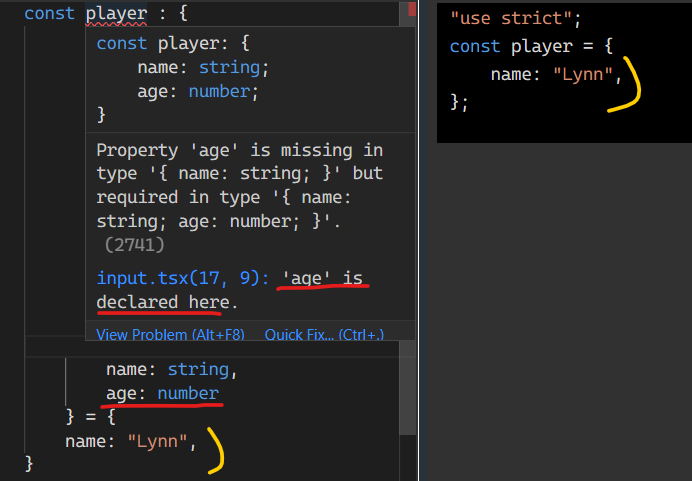 const player : {
const player: {
name: string;
age: number;
}
Property 'age' is missing in
type '{ name: string; }' but
required in type '{ name:
string; age: number; }'.
(2741)
input.tsx(17, 9): 'age' is
declared here.
View Problem (Alt+F8) Quick Fix... (Ctrl+.)
name: string,
age: number
} = {
name: "Lynn",
}
"use strict";
const player = {
name: "Lynn",
};